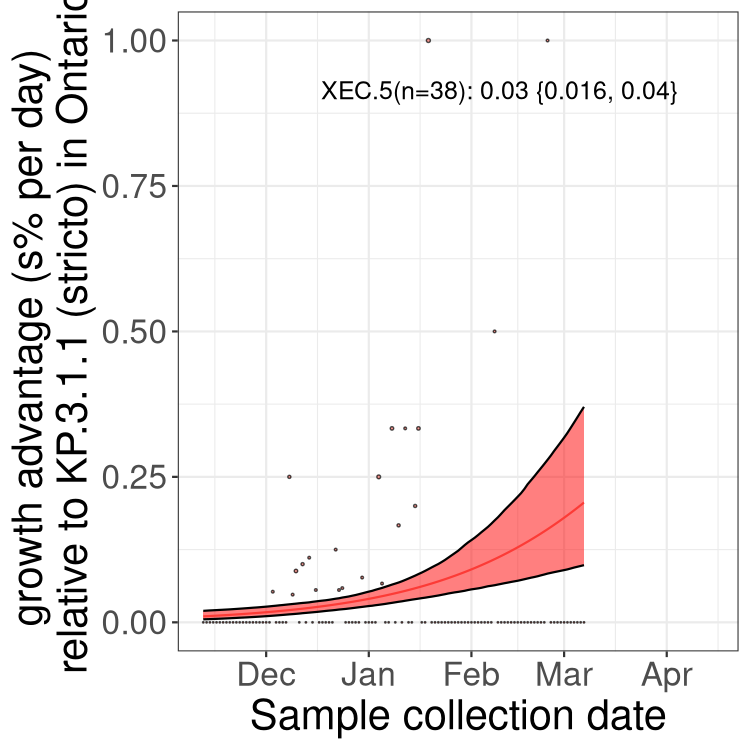 growth advantage (s% per day)
relative to KP.3.1.1 (stricto) in Ontario
1.00
XEC.5(n=38): 0.03 {0.016, 0.04}
0.75
0.50
0.25
0.00
Dec Jan Feb Mar Apr
Sample collection date